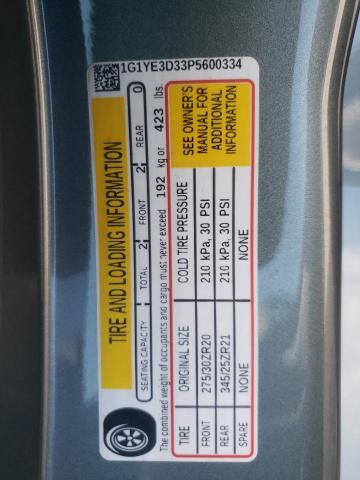 1G1YE3D33P5600334
TIRE AND LOADING INFORMATION
SEATING CAPACITY TOTAL 2 FRONT 2 REAR 0
The combined weight of occupants and cargo must never exceed 192 kg or 423 lbs.
TIRE ORIGINAL SIZE COLD TIRE PRESSURE
FRONT 275/30ZR20 210 kPa, 30 PSI
REAR 345/25ZR21 210 kPa, 30 PSI
SPARE NONE NONE
SEE OWNER'S
MANUAL FOR
ADDITIONAL
INFORMATION